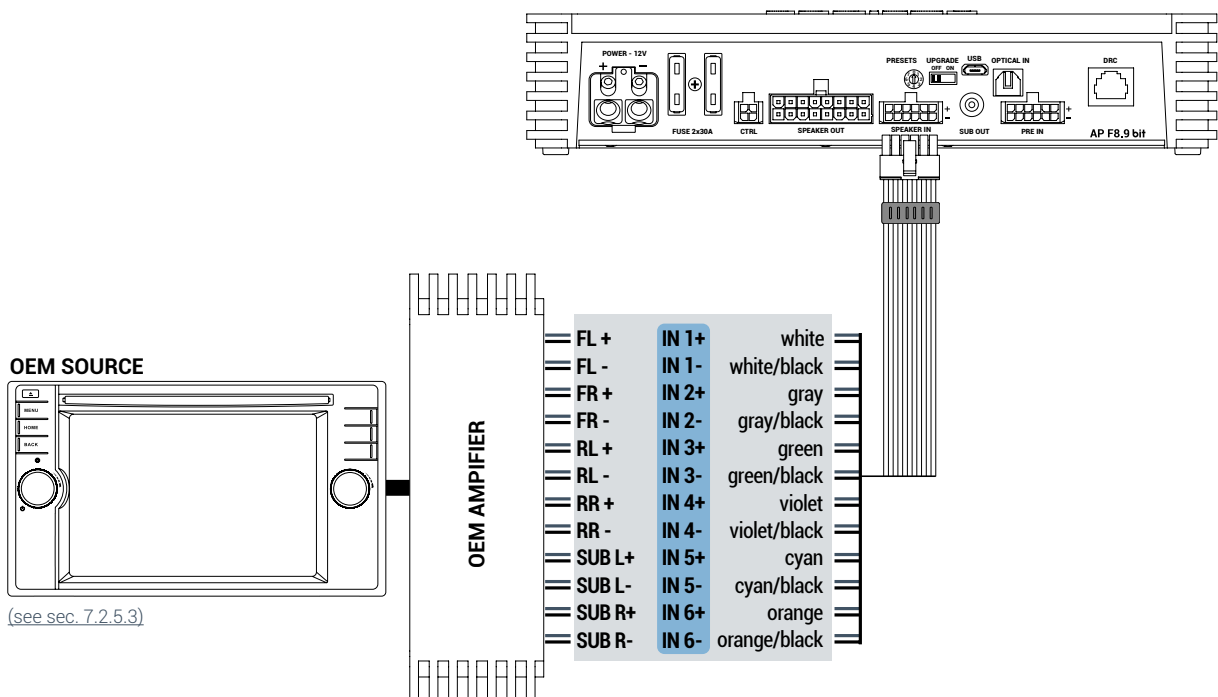 POWER - 12V
+ -
FUSE 2x30A
CTRL
SPEAKER OUT
PRESETS
UPGRADE
OFF ON
USB
OPTICAL IN
DRC
+
-
SPEAKER IN
SUB OUT
+
-
PRE IN
AP F8.9 bit
OEM SOURCE
MENU
HOME
BACK
(see sec. 7.2.5.3)
OEM AMPIFIER
FL + IN 1+ white
FL - IN 1- white/black
FR + IN 2+ gray
FR - IN 2- gray/black
RL + IN 3+ green
RL - IN 3- green/black
RR + IN 4+ violet
RR - IN 4- violet/black
SUB L+ IN 5+ cyan
SUB L- IN 5- cyan/black
SUB R+ IN 6+ orange
SUB R- IN 6- orange/black